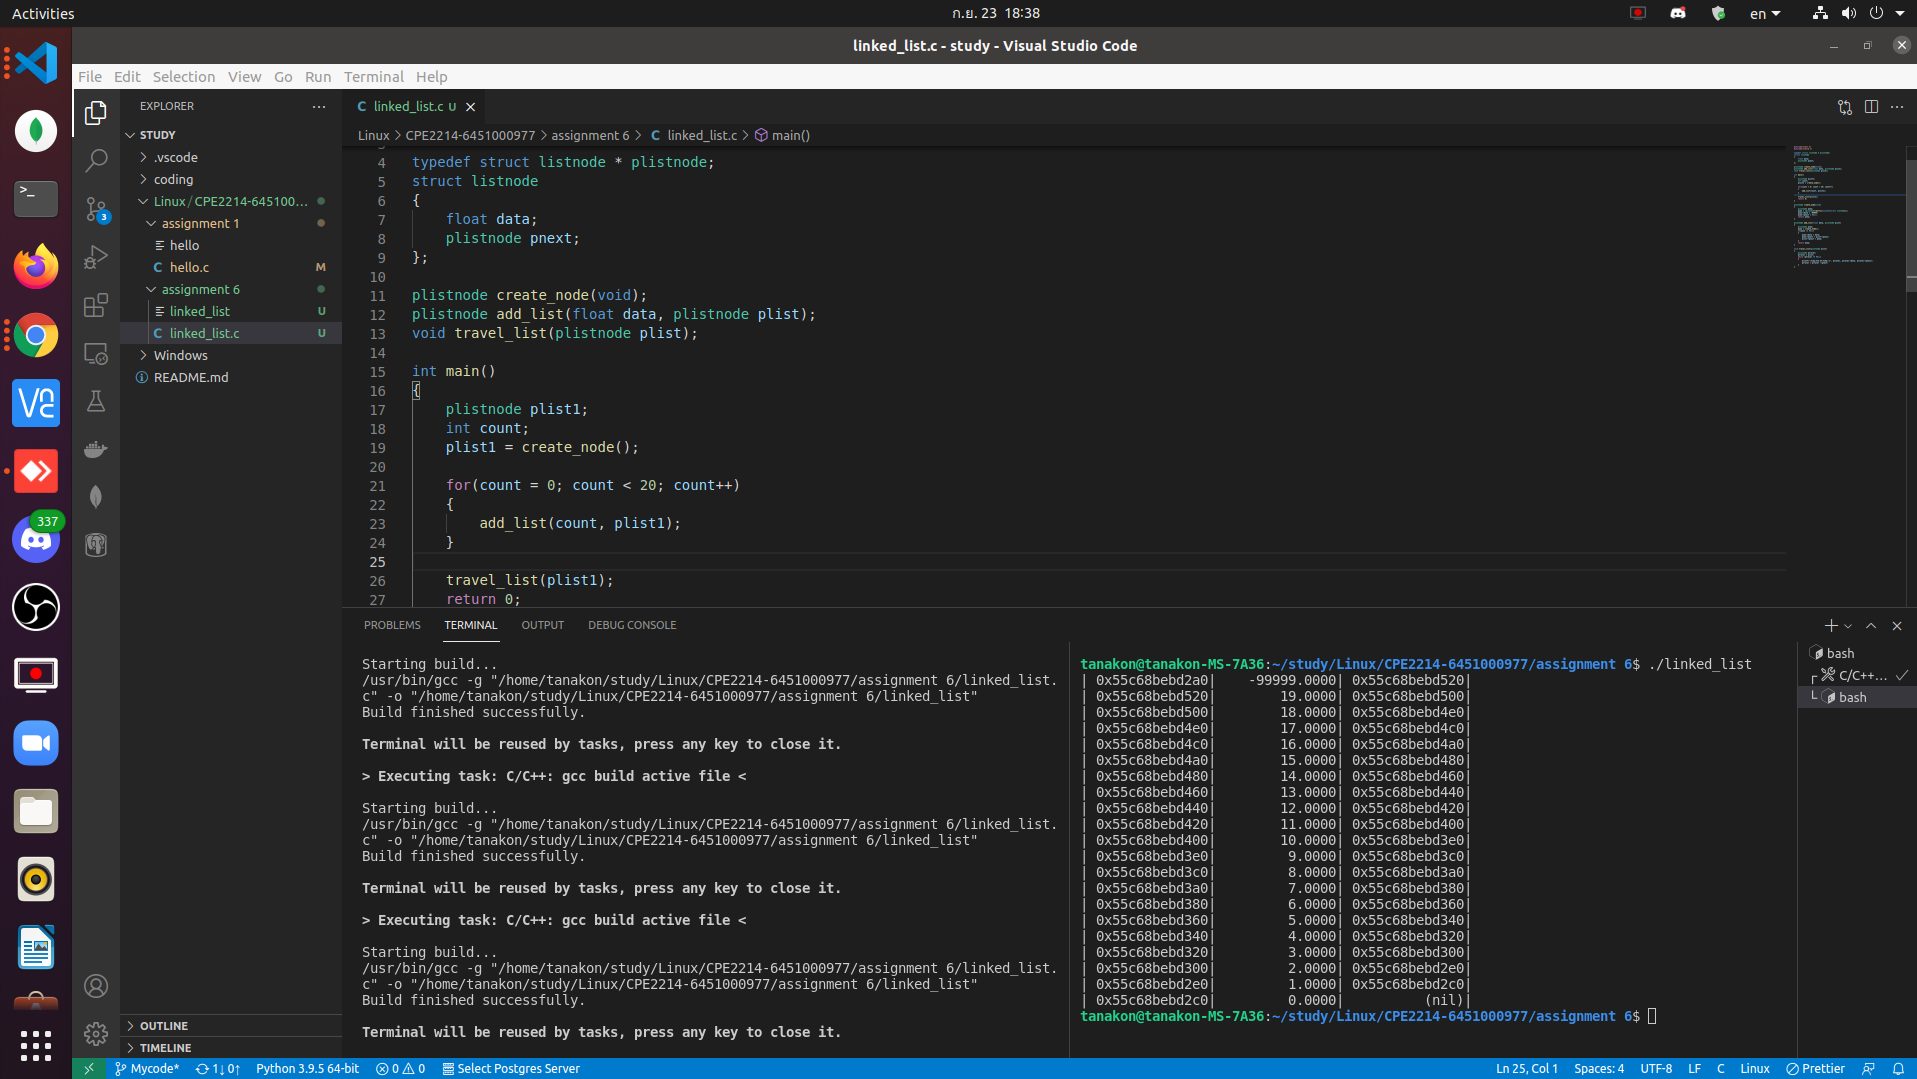 Activities
ก.ย. 23 18:38
en
linked_list.c - study - Visual Studio Code
File Edit Selection View Go Run Terminal Help
EXPLORER
STUDY
.vscode
coding
Linux/CPE2214-645100...
assignment 1
hello
hello.c M
assignment 6
linked_list U
linked_list.c U
Windows
README.md
OUTLINE
TIMELINE
3
337
linked_list.c U
Linux > CPE2214-6451000977 > assignment 6 > C linked_list.c > main()
4 typedef struct listnode * plistnode;
5 struct listnode
6 {
7 float data;
8 plistnode pnext;
9 };
10
11 plistnode create_node(void);
12 plistnode add_list(float data, plistnode plist);
13 void travel_list(plistnode plist);
14
15 int main()
16 {
17 plistnode plist1;
18 int count;
19 plist1 = create_node();
20
21 for(count = 0; count < 20; count++)
22 {
23 add_list(count, plist1);
24 }
25
26 travel_list(plist1);
27 return 0;
PROBLEMS TERMINAL OUTPUT DEBUG CONSOLE
Starting build...
/usr/bin/gcc -g "/home/tanakon/study/Linux/CPE2214-6451000977/assignment 6/linked_list.
c" -o "/home/tanakon/study/Linux/CPE2214-6451000977/assignment 6/linked_list"
Build finished successfully.
Terminal will be reused by tasks, press any key to close it.
> Executing task: C/C++: gcc build active file <
Starting build...
/usr/bin/gcc -g "/home/tanakon/study/Linux/CPE2214-6451000977/assignment 6/linked_list.
c" -o "/home/tanakon/study/Linux/CPE2214-6451000977/assignment 6/linked_list"
Build finished successfully.
Terminal will be reused by tasks, press any key to close it.
> Executing task: C/C++: gcc build active file <
Starting build...
/usr/bin/gcc -g "/home/tanakon/study/Linux/CPE2214-6451000977/assignment 6/linked_list.
c" -o "/home/tanakon/study/Linux/CPE2214-6451000977/assignment 6/linked_list"
Build finished successfully.
Terminal will be reused by tasks, press any key to close it.
tanakon@tanakon-MS-7A36:~/study/Linux/CPE2214-6451000977/assignment 6$ ./linked_list
| 0x55c68bebd2a0| -99999.0000| 0x55c68bebd520|
| 0x55c68bebd520| 19.0000| 0x55c68bebd500|
| 0x55c68bebd500| 18.0000| 0x55c68bebd4e0|
| 0x55c68bebd4e0| 17.0000| 0x55c68bebd4c0|
| 0x55c68bebd4c0| 16.0000| 0x55c68bebd4a0|
| 0x55c68bebd4a0| 15.0000| 0x55c68bebd480|
| 0x55c68bebd480| 14.0000| 0x55c68bebd460|
| 0x55c68bebd460| 13.0000| 0x55c68bebd440|
| 0x55c68bebd440| 12.0000| 0x55c68bebd420|
| 0x55c68bebd420| 11.0000| 0x55c68bebd400|
| 0x55c68bebd400| 10.0000| 0x55c68bebd3e0|
| 0x55c68bebd3e0| 9.0000| 0x55c68bebd3c0|
| 0x55c68bebd3c0| 8.0000| 0x55c68bebd3a0|
| 0x55c68bebd3a0| 7.0000| 0x55c68bebd380|
| 0x55c68bebd380| 6.0000| 0x55c68bebd360|
| 0x55c68bebd360| 5.0000| 0x55c68bebd340|
| 0x55c68bebd340| 4.0000| 0x55c68bebd320|
| 0x55c68bebd320| 3.0000| 0x55c68bebd300|
| 0x55c68bebd300| 2.0000| 0x55c68bebd2e0|
| 0x55c68bebd2e0| 1.0000| 0x55c68bebd2c0|
| 0x55c68bebd2c0| 0.0000| (nil)|
tanakon@tanakon-MS-7A36:~/study/Linux/CPE2214-6451000977/assignment 6$
bash
C/C++...
bash
Mycode* 1↓ 0↑ Python 3.9.5 64-bit 0 0 Select Postgres Server
Ln 25, Col 1 Spaces: 4 UTF-8 LF C Linux Prettier